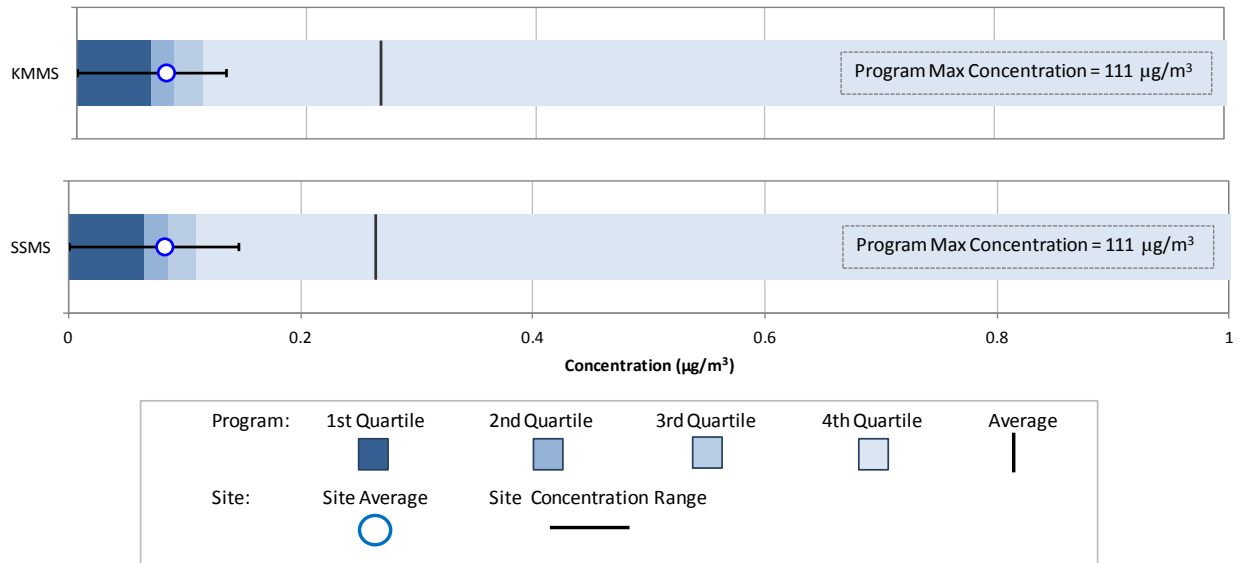 KMMS
Program Max Concentration = 111 µg/m³
SSMS
Program Max Concentration = 111 µg/m³
0 0.2 0.4 0.6 0.8 1
Concentration (µg/m³)
Program: 1st Quartile 2nd Quartile 3rd Quartile 4th Quartile Average
Site: Site Average Site Concentration Range